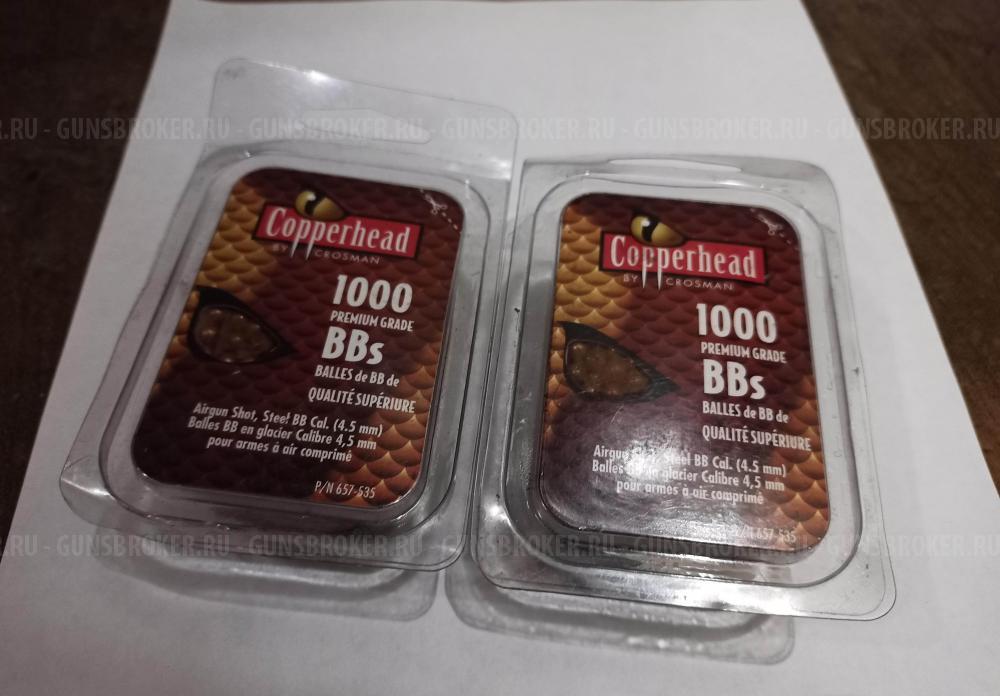 .RU - GUNSBROKER.RU - GUNSBROKER.RU - GUNSBROKER.RU - GUNSBROKER.RU -
Copperhead
BY CROSMAN
1000
PREMIUM GRADE
BBs
BALLES de BB de
QUALITÉ SUPÉRIEURE
Airgun Shot, Steel BB Cal. (4.5 mm)
Balles BB en glacier Calibre 4,5 mm
pour armes à air comprimé
P/N 657-535
Copperhead
BY CROSMAN
1000
PREMIUM GRADE
BBs
BALLES de BB de
QUALITÉ SUPÉRIEURE
Steel BB Cal. (4.5 mm)
Balles BB en glacier Calibre 4,5 mm
pour armes à air comprimé
P/N 657-535
.RU - GUNSBROKER.RU - GUNSBROKER.RU - GUNSBROKER.RU - GUNSBROKER.RU -